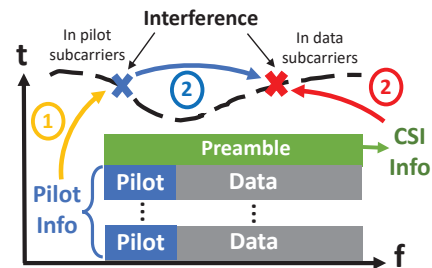 Interference
In pilot
subcarriers
In data
subcarriers
t
2
2
1
CSI
Info
Preamble
Pilot
Info
Pilot Data
Pilot Data
f